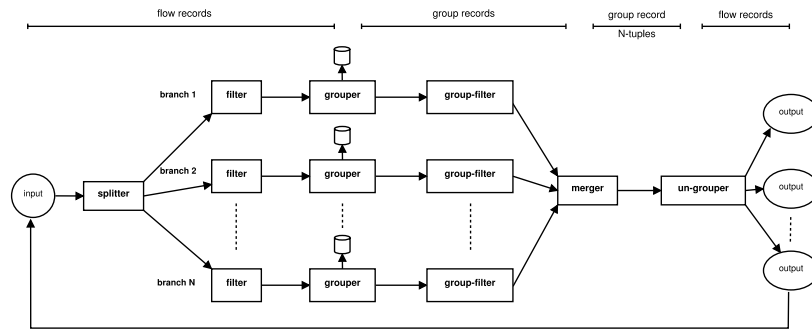 flow records
group records
group record
N-tuples
flow records
branch 1
filter
grouper
group-filter
output
branch 2
filter
grouper
group-filter
input
splitter
merger
un-grouper
output
branch N
filter
grouper
group-filter
output